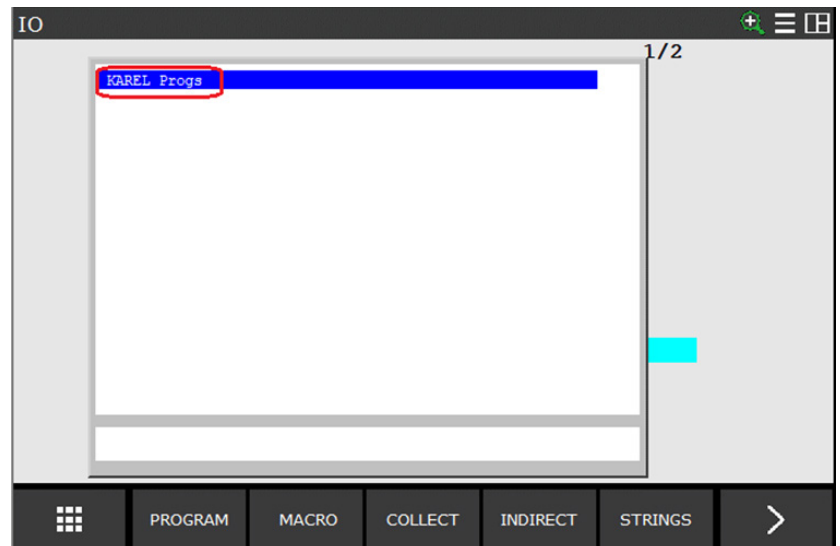 IO
1/2
KAREL Progs
PROGRAM MACRO COLLECT INDIRECT STRINGS >